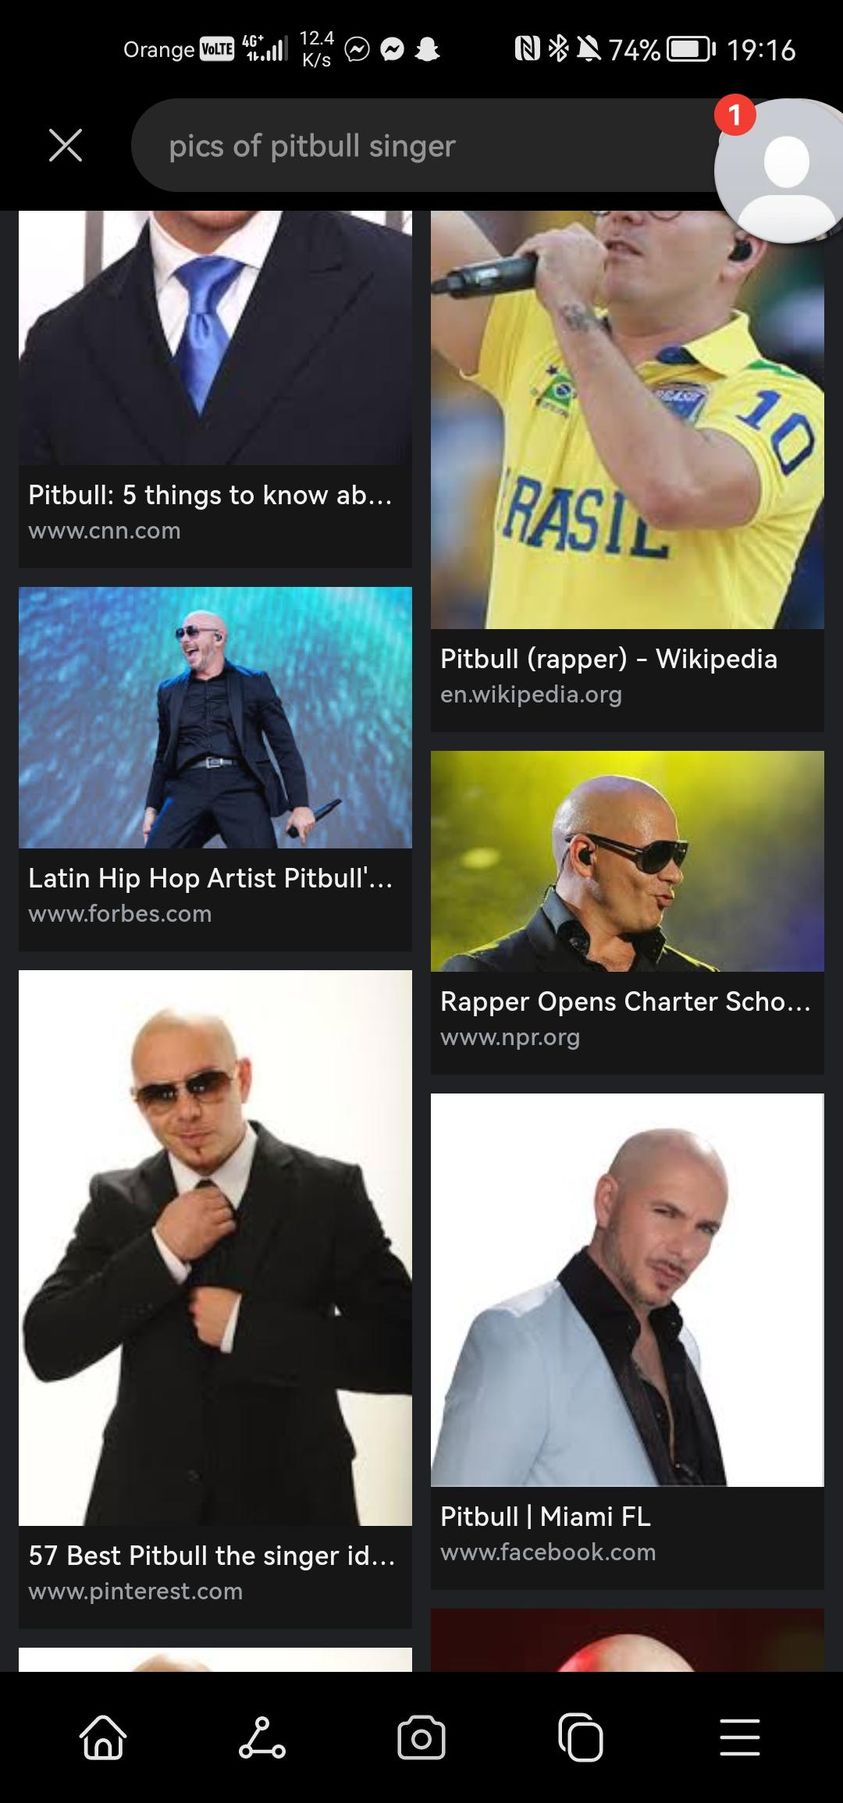 Orange VoLTE 4G+ 12.4 K/s 74% 19:16
pics of pitbull singer
1
Pitbull: 5 things to know ab...
www.cnn.com
BRASIL
10
RASIL
Pitbull (rapper) - Wikipedia
en.wikipedia.org
Latin Hip Hop Artist Pitbull'...
www.forbes.com
Rapper Opens Charter Scho...
www.npr.org
57 Best Pitbull the singer id...
www.pinterest.com
Pitbull | Miami FL
www.facebook.com